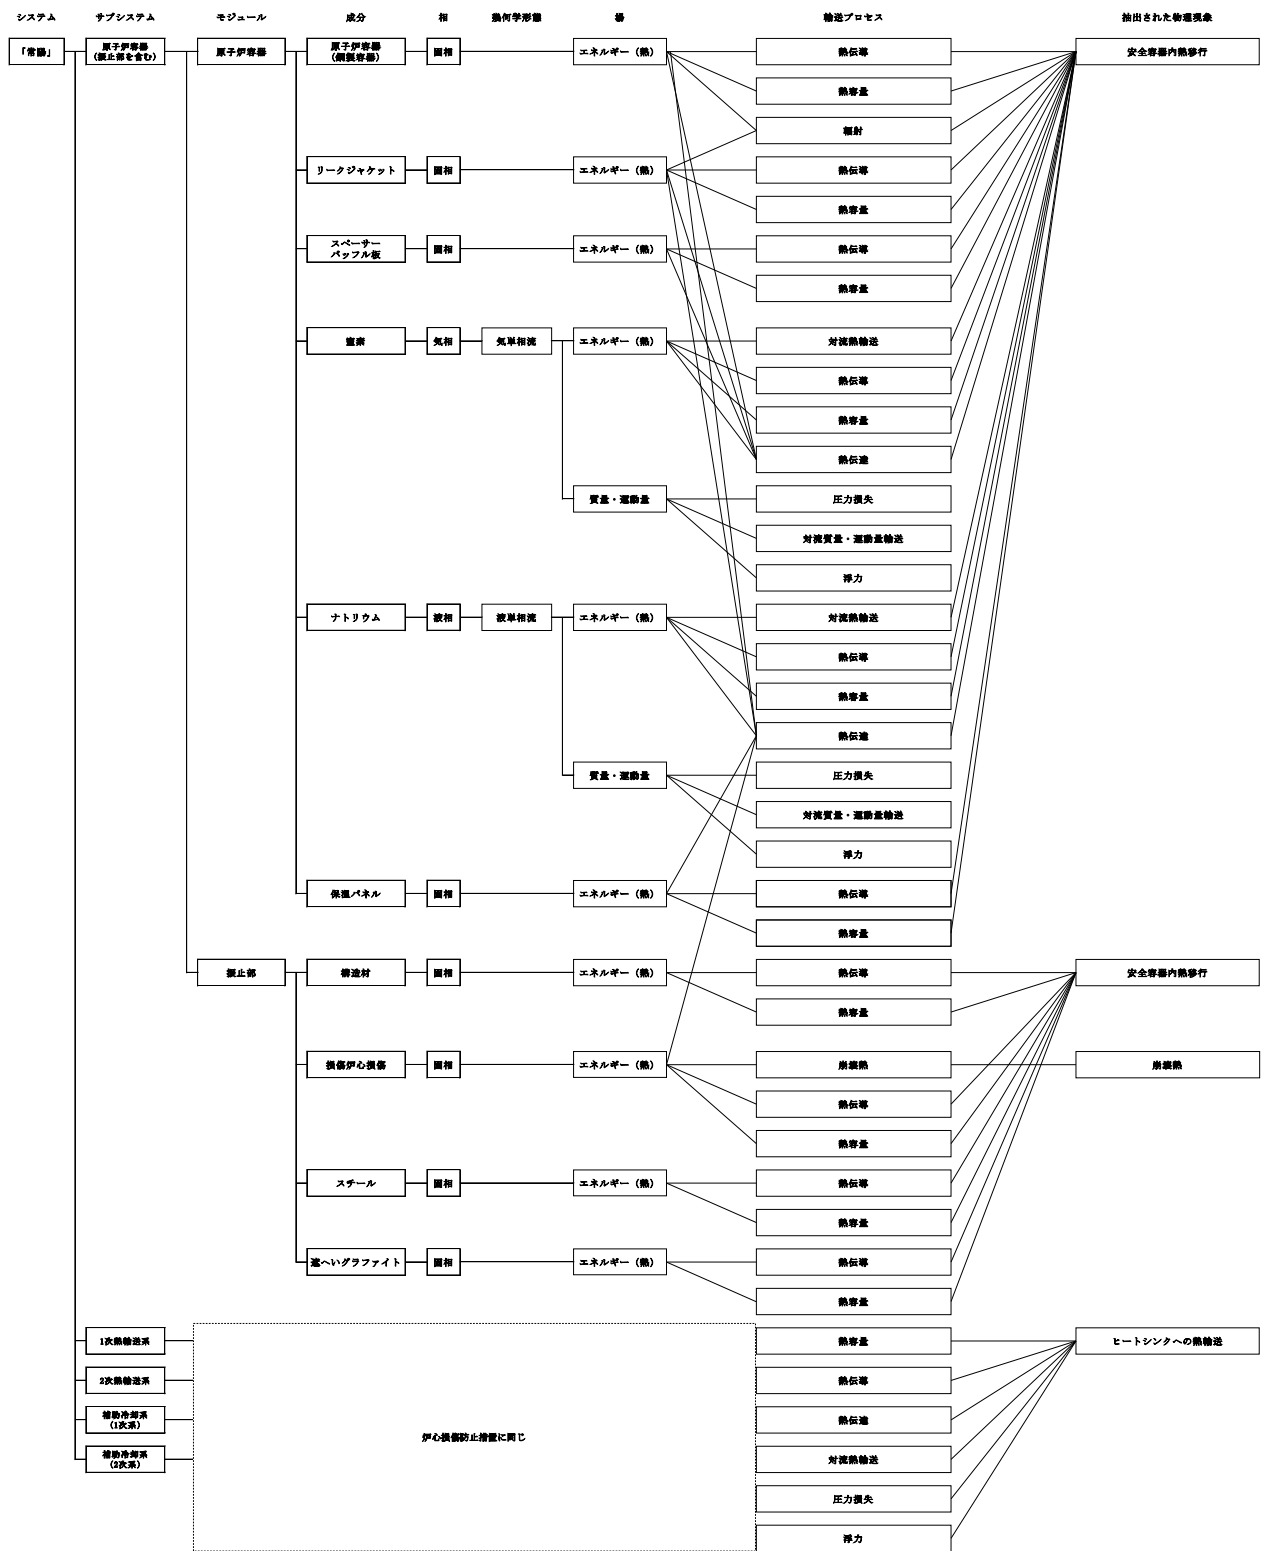 システム
サブシステム
モジュール
成分
相
幾何学形態
場
輸送プロセス
抽出された物理現象
「常陽」
原子炉容器
(振止部を含む)
原子炉容器
原子炉容器
(鋼製容器)
固相
エネルギー（熱）
熱伝導
安全容器内熱移行
熱容量
輻射
リークジャケット
固相
エネルギー（熱）
熱伝導
熱容量
スペーサー
バッフル板
固相
エネルギー（熱）
熱伝導
熱容量
窒素
気相
気単相流
エネルギー（熱）
対流熱輸送
熱伝導
熱容量
熱伝達
質量・運動量
圧力損失
対流質量・運動量輸送
浮力
ナトリウム
液相
液単相流
エネルギー（熱）
対流熱輸送
熱伝導
熱容量
熱伝達
質量・運動量
圧力損失
対流質量・運動量輸送
浮力
保温パネル
固相
エネルギー（熱）
熱伝導
熱容量
振止部
構造材
固相
エネルギー（熱）
熱伝導
安全容器内熱移行
熱容量
損傷炉心損傷
固相
エネルギー（熱）
崩壊熱
崩壊熱
熱伝導
熱容量
スチール
固相
エネルギー（熱）
熱伝導
熱容量
遮へいグラファイト
固相
エネルギー（熱）
熱伝導
熱容量
1次熱輸送系
熱容量
ヒートシンクへの熱輸送
2次熱輸送系
熱伝導
補助冷却系
(1次系)
熱伝達
炉心損傷防止措置に同じ
補助冷却系
(2次系)
対流熱輸送
圧力損失
浮力